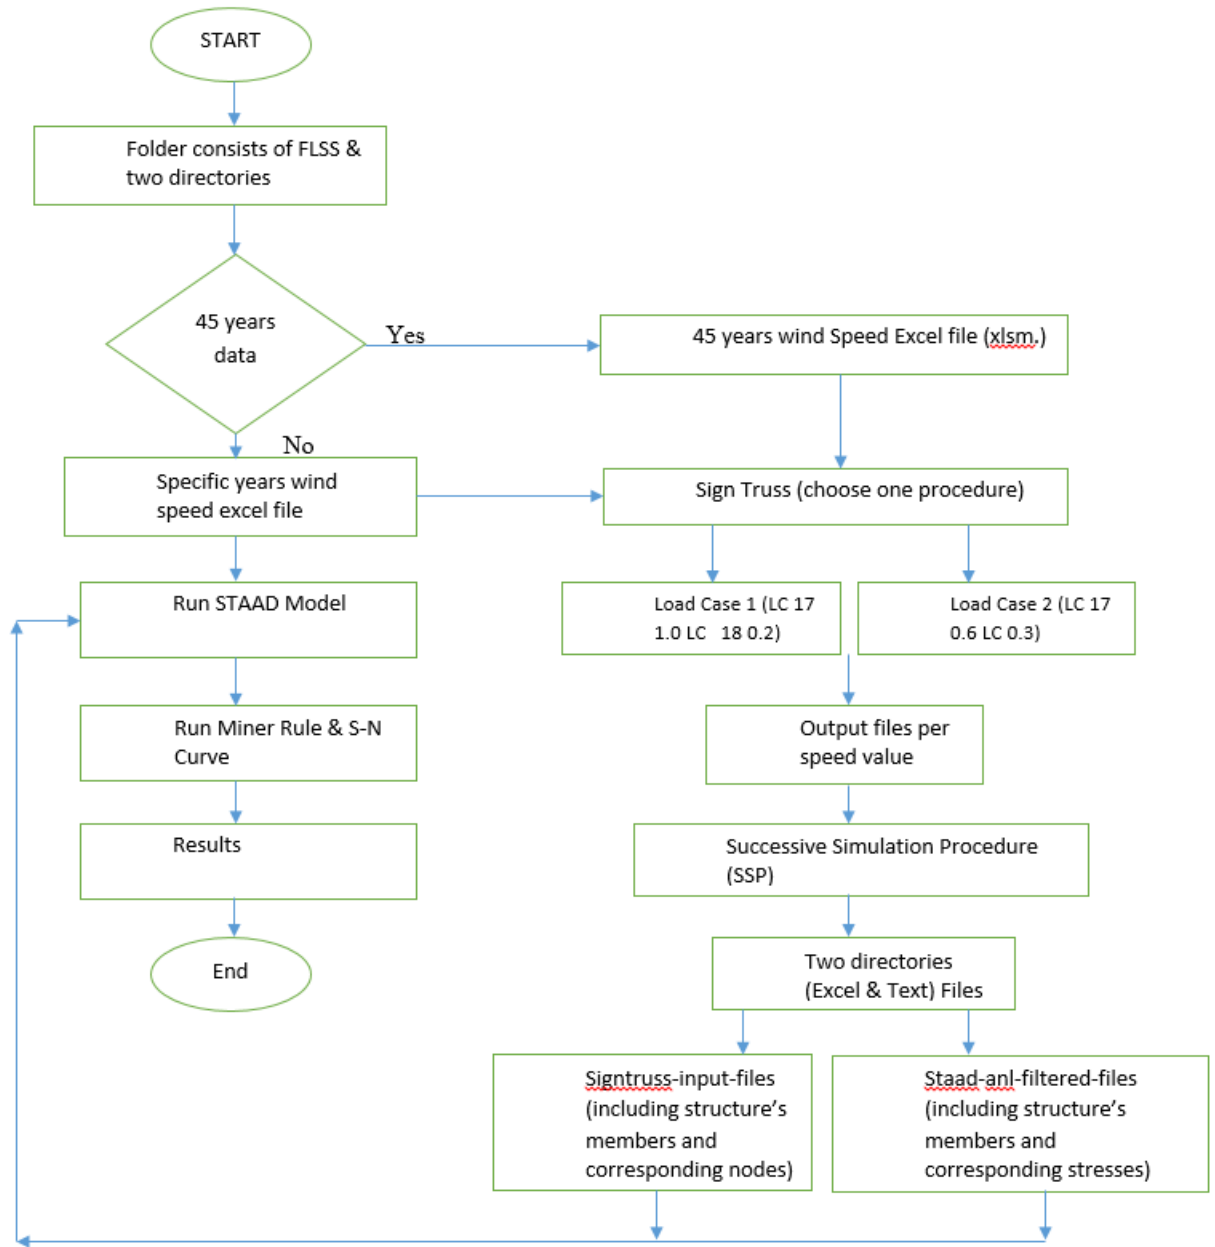 START
Folder consists of FLSS &
two directories
45 years
data
Yes
45 years wind Speed Excel file (xlsm.)
No
Specific years wind
speed excel file
Sign Truss (choose one procedure)
Run STAAD Model
Load Case 1 (LC 17
1.0 LC 18 0.2)
Load Case 2 (LC 17
0.6 LC 0.3)
Run Miner Rule & S-N
Curve
Output files per
speed value
Results
Successive Simulation Procedure
(SSP)
End
Two directories
(Excel & Text) Files
Signtruss-input-files
(including structure’s
members and
corresponding nodes)
Staad-anl-filtered-files
(including structure’s
members and
corresponding stresses)